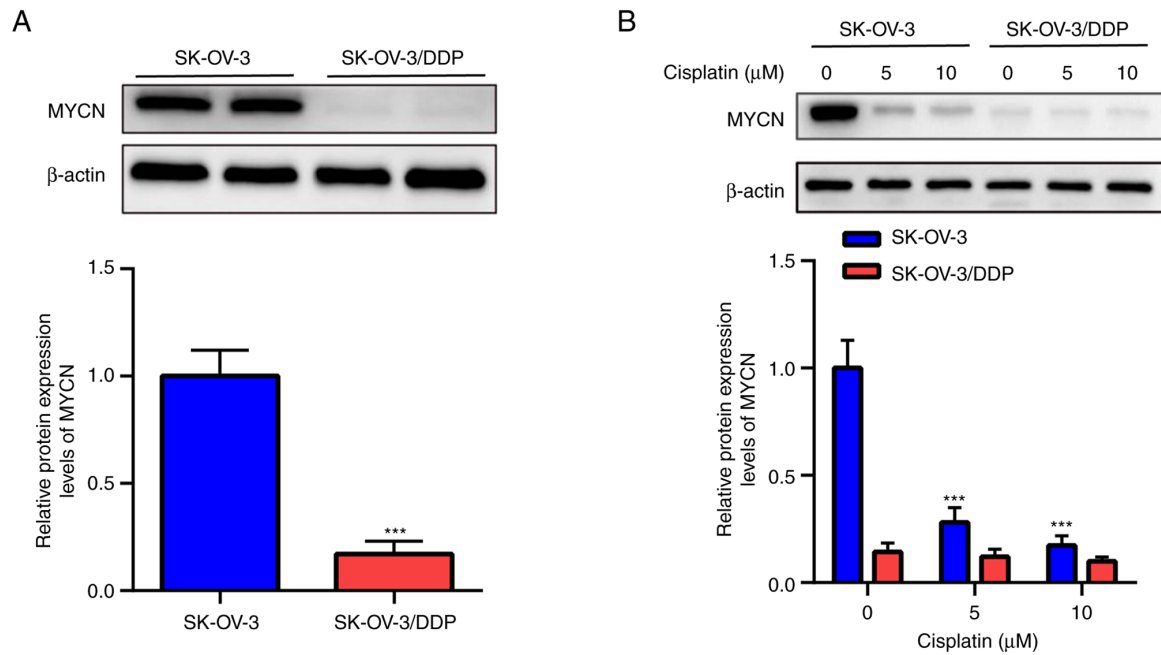 A
SK-OV-3 SK-OV-3/DDP
MYCN
β-actin
1.5
1.0
0.5
0.0
Relative protein expression
levels of MYCN
***
SK-OV-3 SK-OV-3/DDP
B
SK-OV-3 SK-OV-3/DDP
Cisplatin (μM) 0 5 10 0 5 10
MYCN
β-actin
SK-OV-3
SK-OV-3/DDP
1.5
1.0
0.5
0.0
Relative protein expression
levels of MYCN
***
***
0 5 10
Cisplatin (μM)